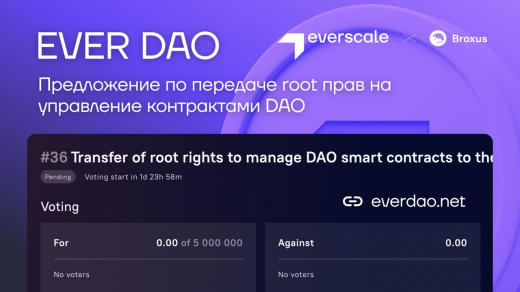 EVER DAO
everscale × Broxus
Предложение по передаче root прав на
управление контрактами DAO
#36 Transfer of root rights to manage DAO smart contracts to the
Pending Voting start in 1d 23h 58m
Voting
everdao.net
For 0.00 of 5 000 000
Against 0.00
No voters
No voters